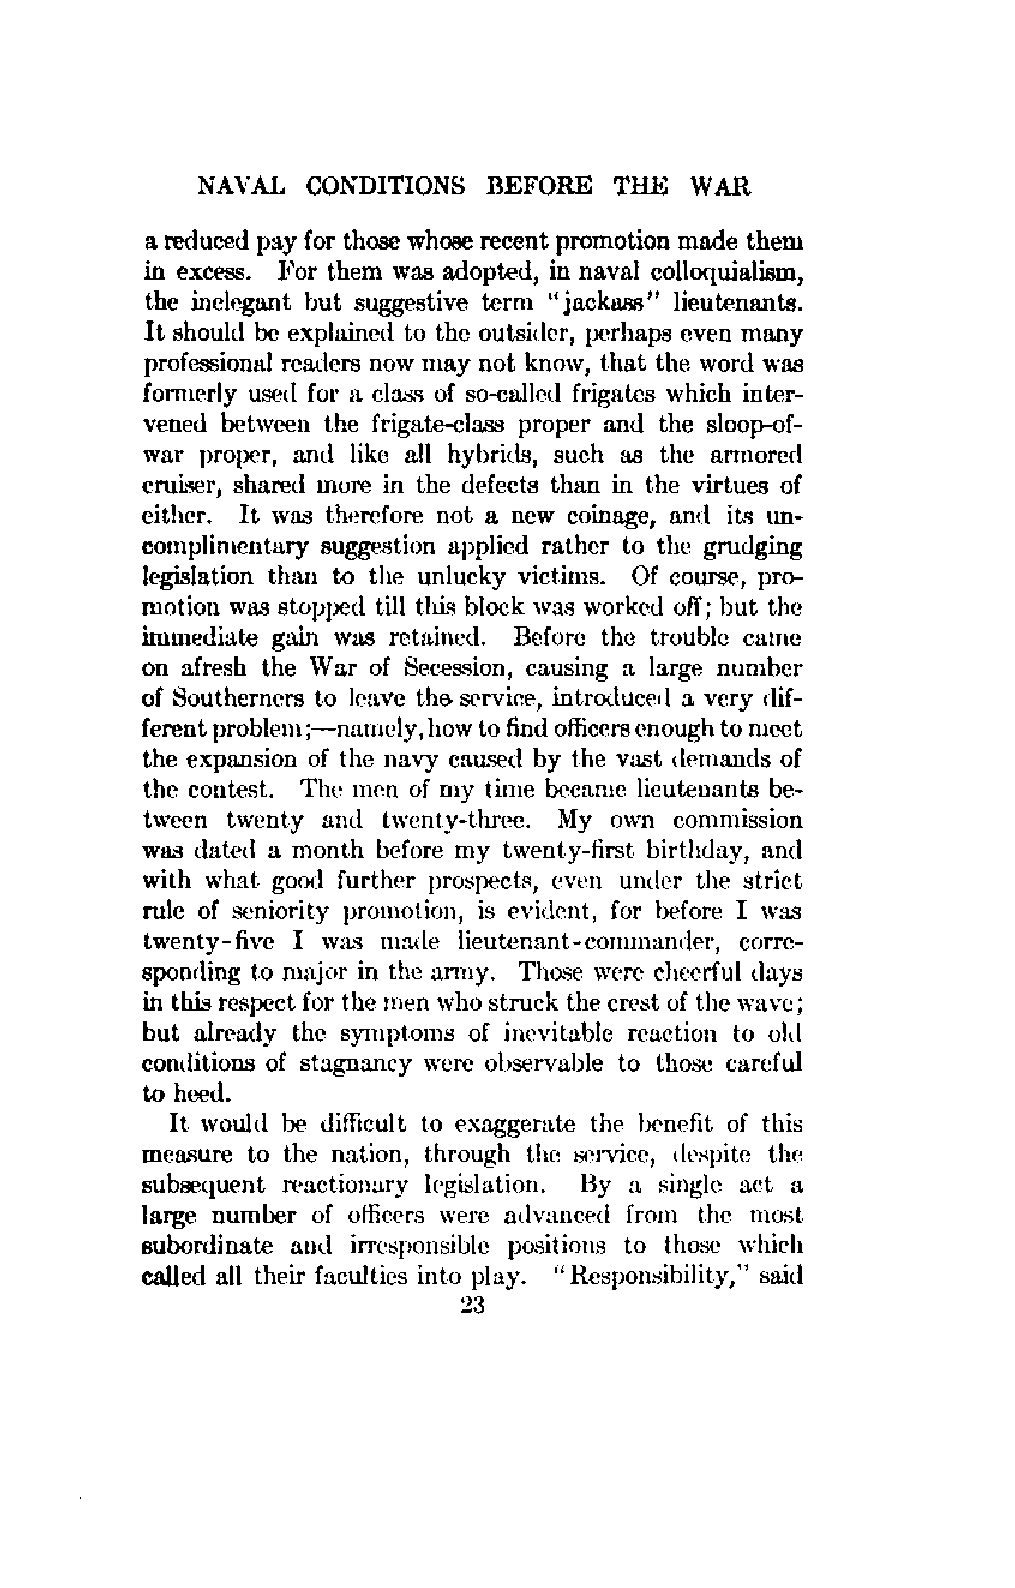 NAVAL CONDITIONS BEFORE THE WAR
a reduced pay for those whose recent promotion made them
in excess. For them was adopted, in naval colloquialism,
the inelegant but suggestive term "jackass" lieutenants.
It should be explained to the outsider, perhaps even many
professional readers now may not know, that the word was
formerly used for a class of so-called frigates which inter-
vened between the frigate-class proper and the sloop-of-
war proper, and like all hybrids, such as the armored
cruiser, shared more in the defects than in the virtues of
either. It was therefore not a new coinage, and its un-
complimentary suggestion applied rather to the grudging
legislation than to the unlucky victims. Of course, pro-
motion was stopped till this block was worked off; but the
immediate gain was retained. Before the trouble came
on afresh the War of Secession, causing a large number
of Southerners to leave the service, introduced a very dif-
ferent problem;—namely, how to find officers enough to meet
the expansion of the navy caused by the vast demands of
the contest. The men of my time became lieutenants be-
tween twenty and twenty-three. My own commission
was dated a month before my twenty-first birthday, and
with what good further prospects, even under the strict
rule of seniority promotion, is evident, for before I was
twenty-five I was made lieutenant-commander, corre-
sponding to major in the army. Those were cheerful days
in this respect for the men who struck the crest of the wave;
but already the symptoms of inevitable reaction to old
conditions of stagnancy were observable to those careful
to heed.
It would be difficult to exaggerate the benefit of this
measure to the nation, through the service, despite the
subsequent reactionary legislation. By a single act a
large number of officers were advanced from the most
subordinate and irresponsible positions to those which
called all their faculties into play. "Responsibility," said
23